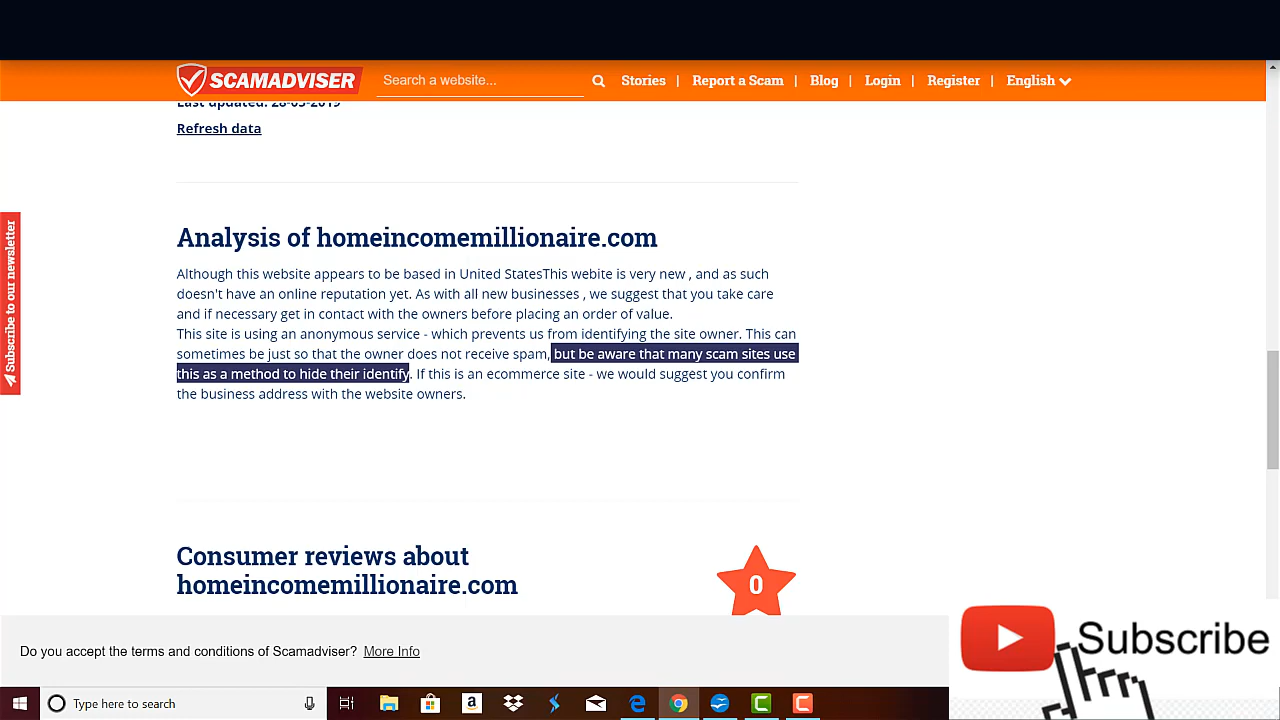 SCAMADVISER
Search a website...
Stories | Report a Scam | Blog | Login | Register | English
Last updated: 28-05-2019
Refresh data
Subscribe to our newsletter
Analysis of homeincomemillionaire.com
Although this website appears to be based in United StatesThis webite is very new , and as such
doesn't have an online reputation yet. As with all new businesses , we suggest that you take care
and if necessary get in contact with the owners before placing an order of value.
This site is using an anonymous service - which prevents us from identifying the site owner. This can
sometimes be just so that the owner does not receive spam, but be aware that many scam sites use
this as a method to hide their identify. If this is an ecommerce site - we would suggest you confirm
the business address with the website owners.
Consumer reviews about
homeincomemillionaire.com
0
Do you accept the terms and conditions of Scamadviser? More Info
Subscribe
Type here to search